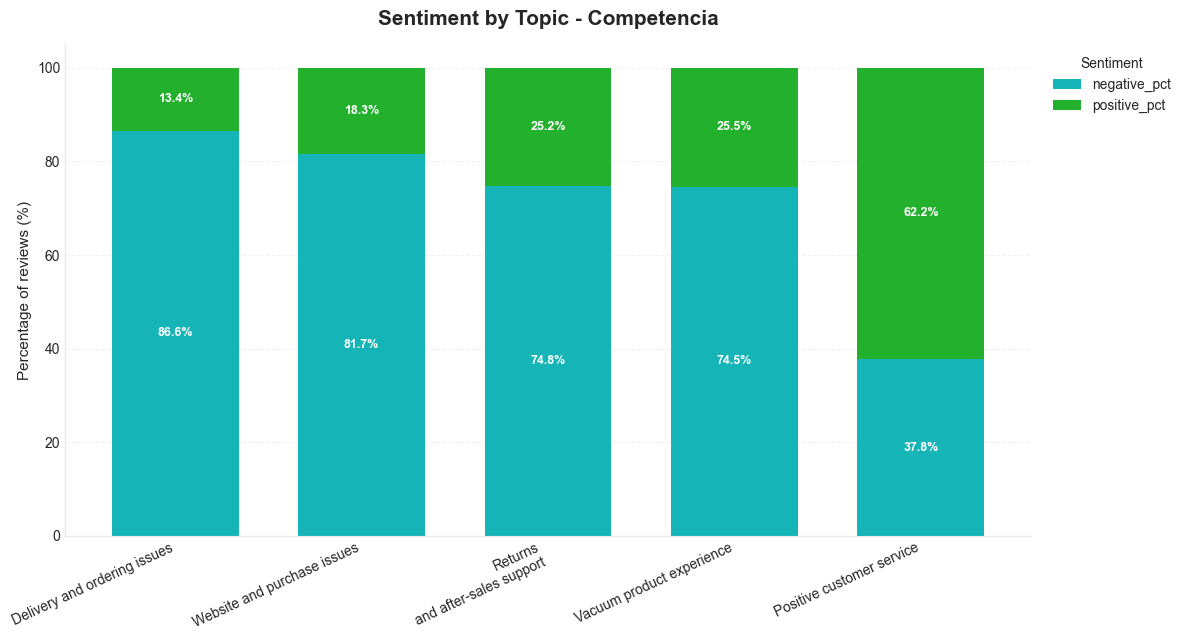 Sentiment by Topic - Competencia
Sentiment
negative_pct
positive_pct
Percentage of reviews (%)
100
80
60
40
20
0
13.4%
18.3%
25.2%
25.5%
62.2%
86.6%
81.7%
74.8%
74.5%
37.8%
Delivery and ordering issues
Website and purchase issues
Returns
and after-sales support
Vacuum product experience
Positive customer service